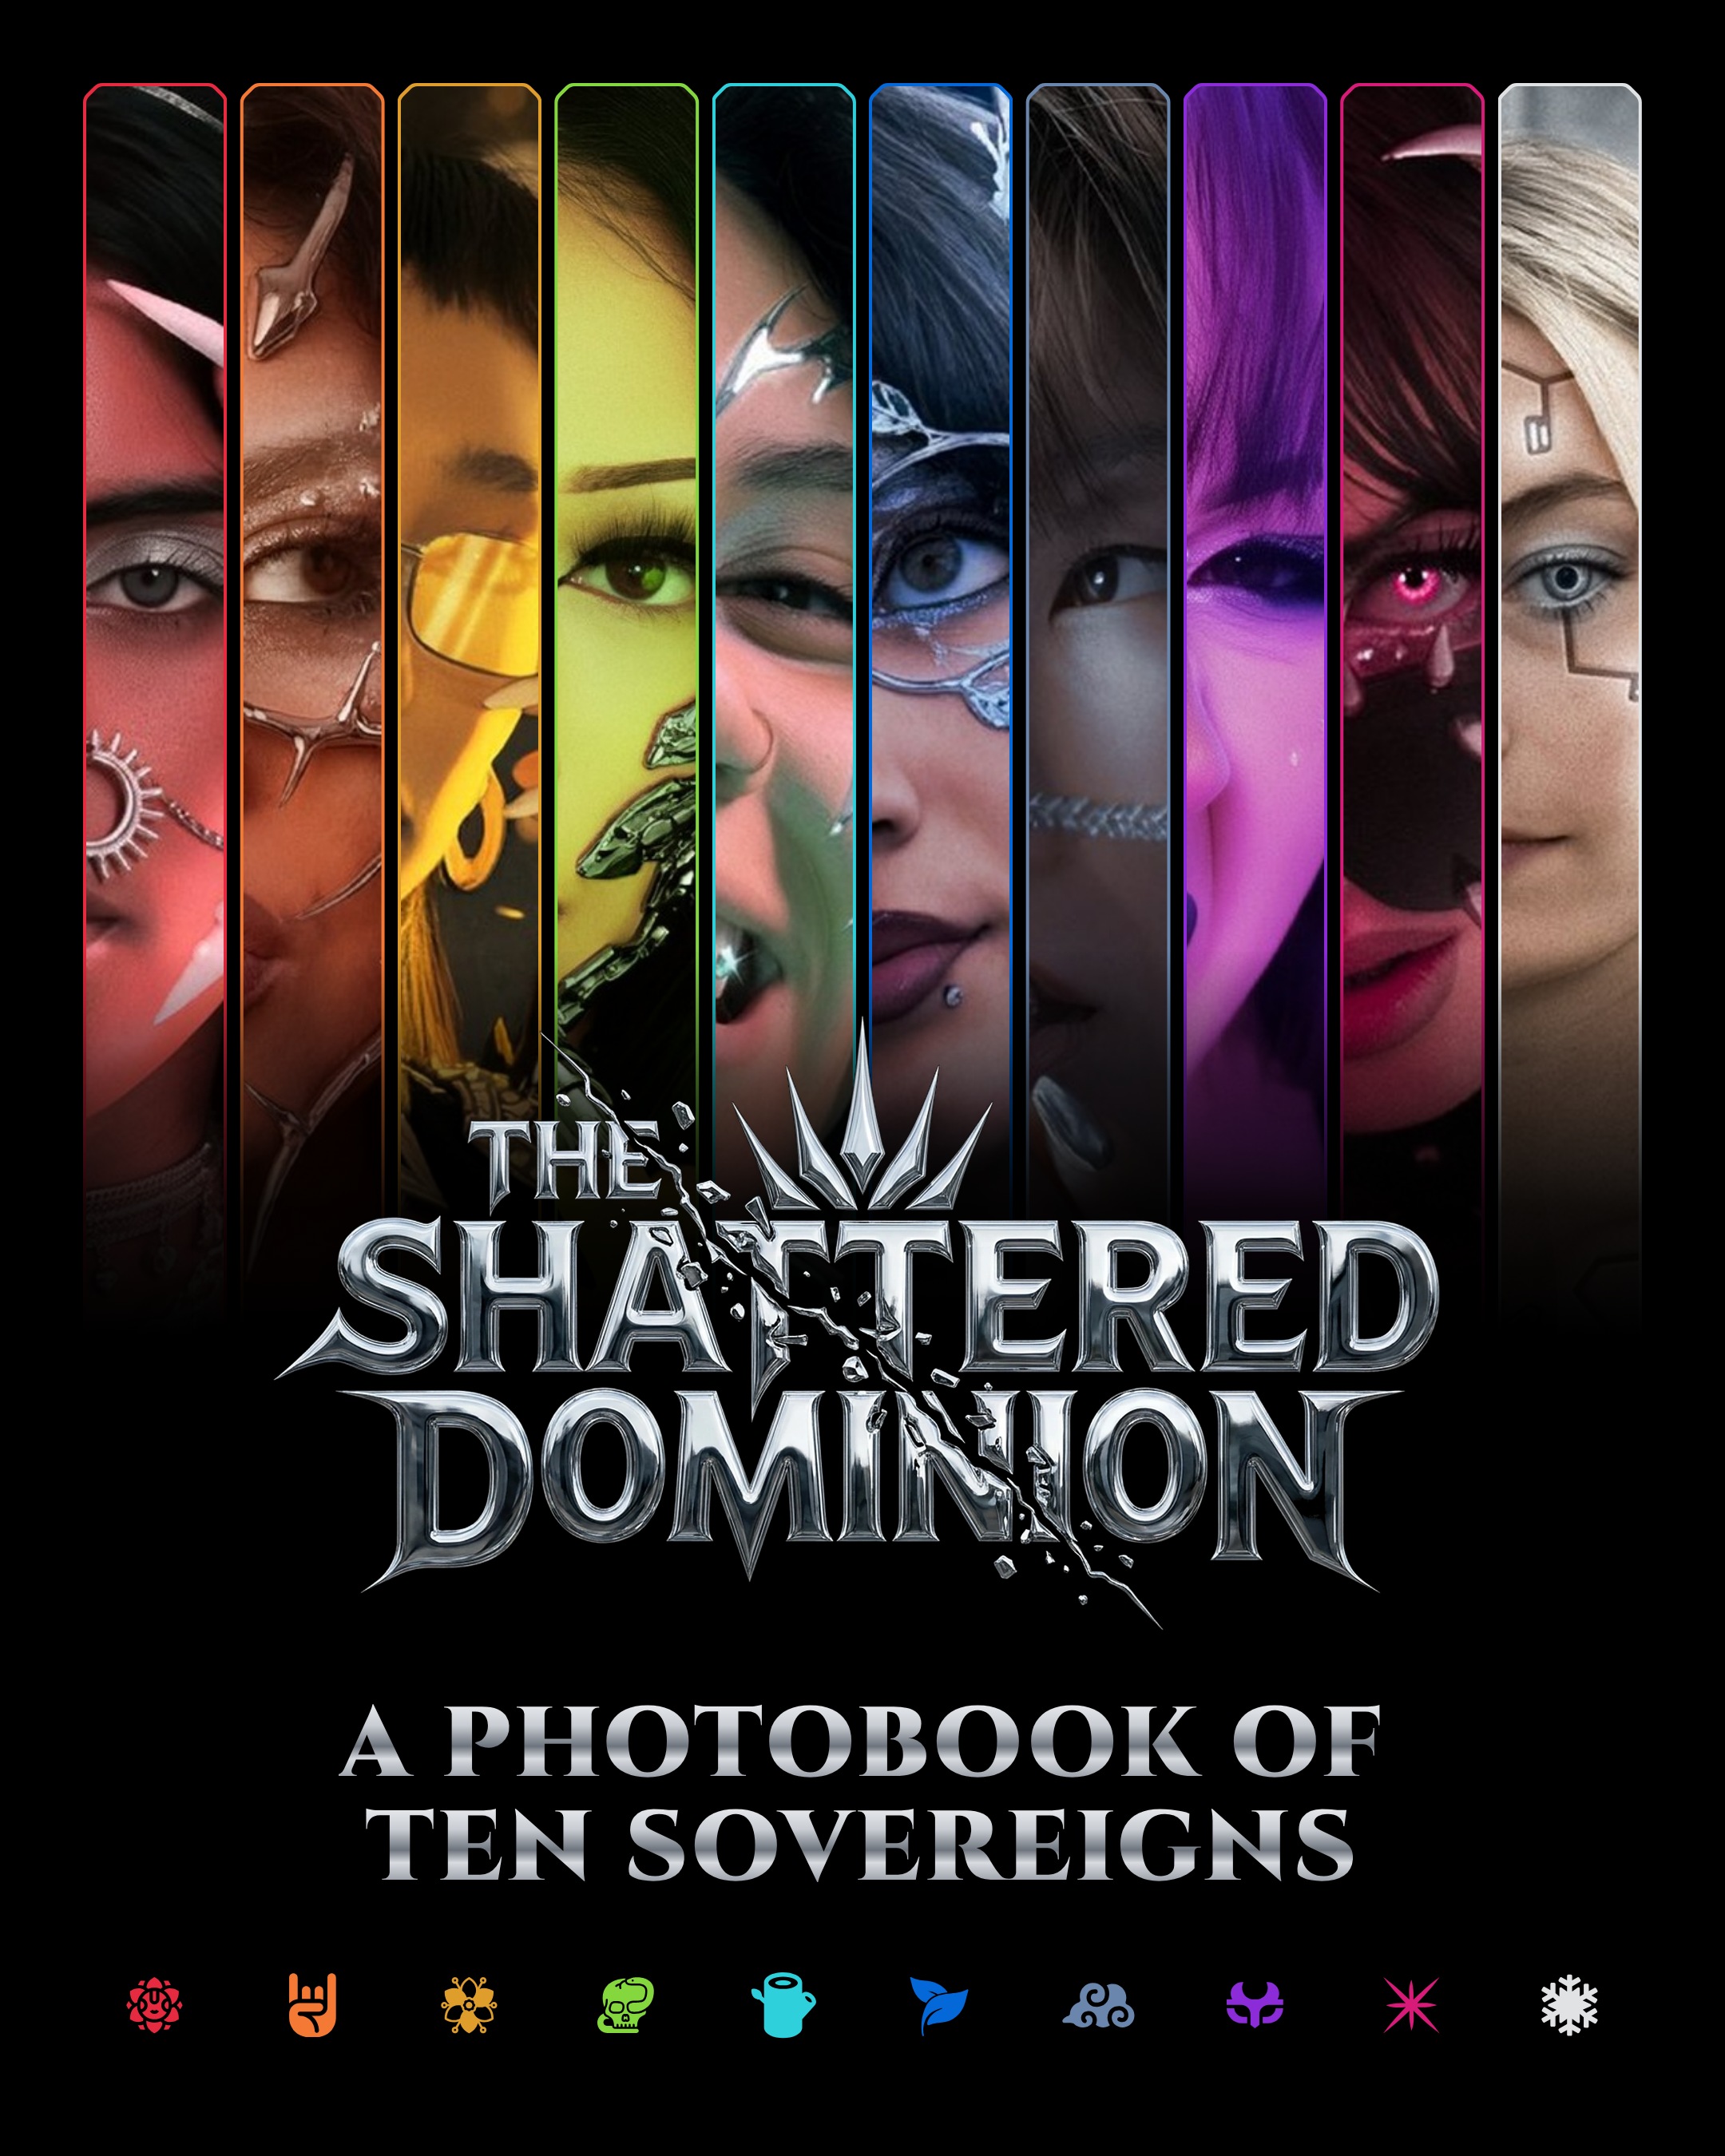 THE
SHATTERED
DOMINION
A PHOTOBOOK OF
TEN SOVEREIGNS